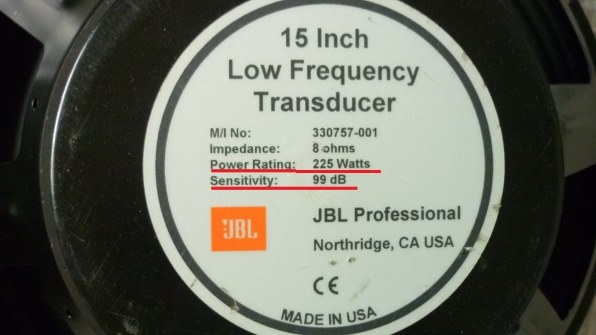 15 Inch
Low Frequency
Transducer
M/I No: 330757-001
Impedance: 8 ohms
Power Rating: 225 Watts
Sensitivity: 99 dB
JBL
JBL Professional
Northridge, CA USA
CE
MADE IN USA